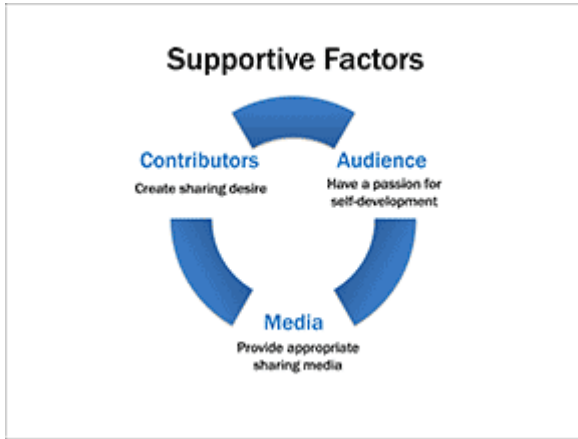 Supportive Factors
Contributors
Create sharing desire
Audience
Have a passion for
self-development
Media
Provide appropriate
sharing media